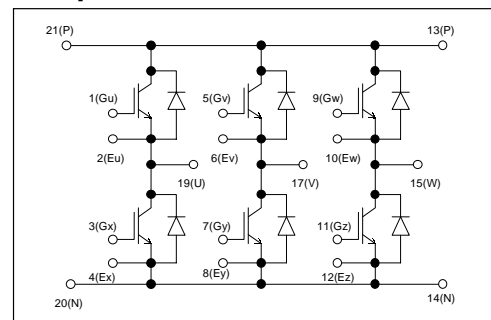 21(P)
13(P)
1(Gu)
5(Gv)
9(Gw)
2(Eu)
6(Ev)
10(Ew)
19(U)
17(V)
15(W)
3(Gx)
7(Gy)
11(Gz)
4(Ex)
8(Ey)
12(Ez)
20(N)
14(N)